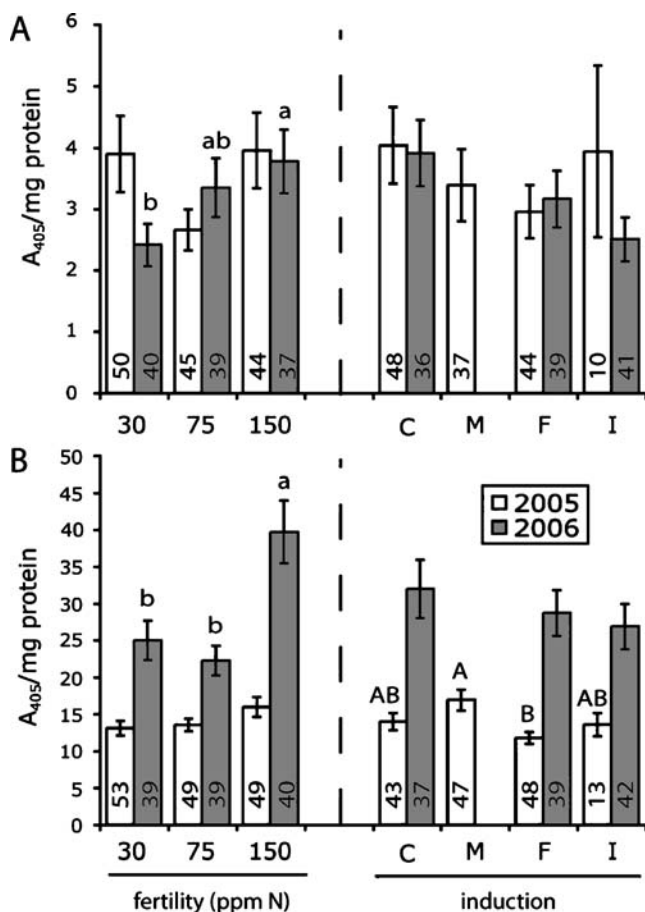 A
A405/mg protein
6
5
4
3
2
1
0
b
ab
a
50
40
45
39
44
37
48
36
37
44
39
10
41
30
75
150
C
M
F
I
B
A405/mg protein
50
45
40
35
30
25
20
15
10
5
0
2005
2006
b
b
a
AB
A
B
AB
53
39
49
39
49
40
43
37
47
48
39
13
42
30
75
150
C
M
F
I
fertility (ppm N)
induction